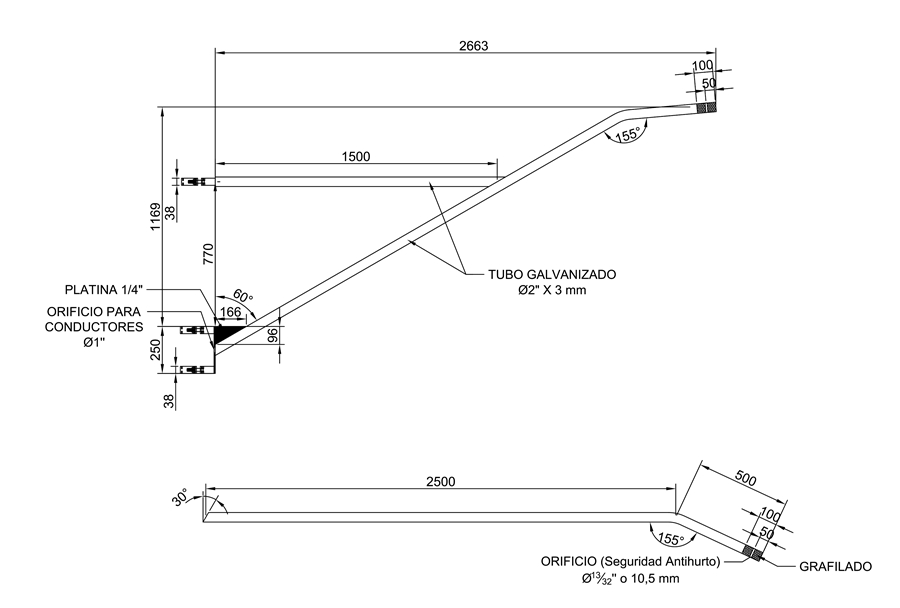 2663
100
50
155°
1500
38
1169
770
TUBO GALVANIZADO
Ø2" X 3 mm
PLATINA 1/4"
60°
166
ORIFICIO PARA
CONDUCTORES
Ø1"
96
250
38
2500
500
30°
100
50
155°
ORIFICIO (Seguridad Antihurto)
Ø13/32" o 10,5 mm
GRAFILADO